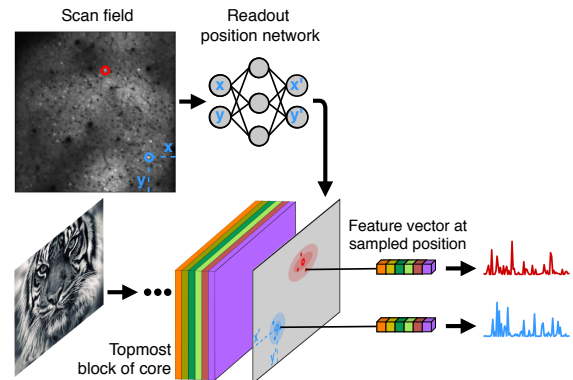 Scan field
Readout
position network
x
y
x'
y'
x
y
Feature vector at
sampled position
x'
y'
Topmost
block of core